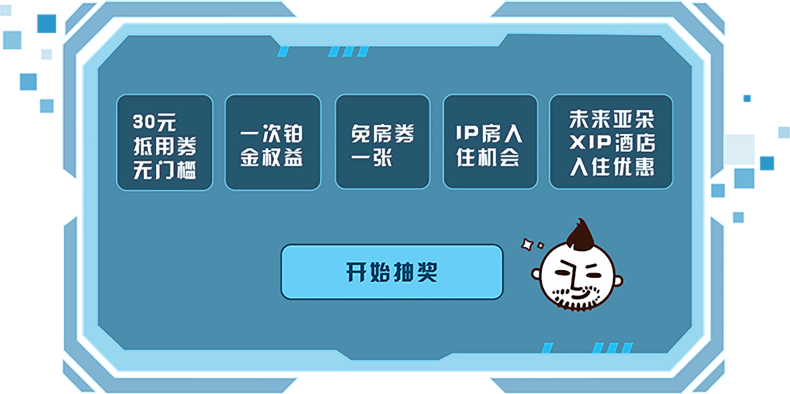 30元
抵用券
无门槛
一次铂
金权益
免房券
一张
IP房入
住机会
未来亚朵
XIP酒店
入住优惠
开始抽奖